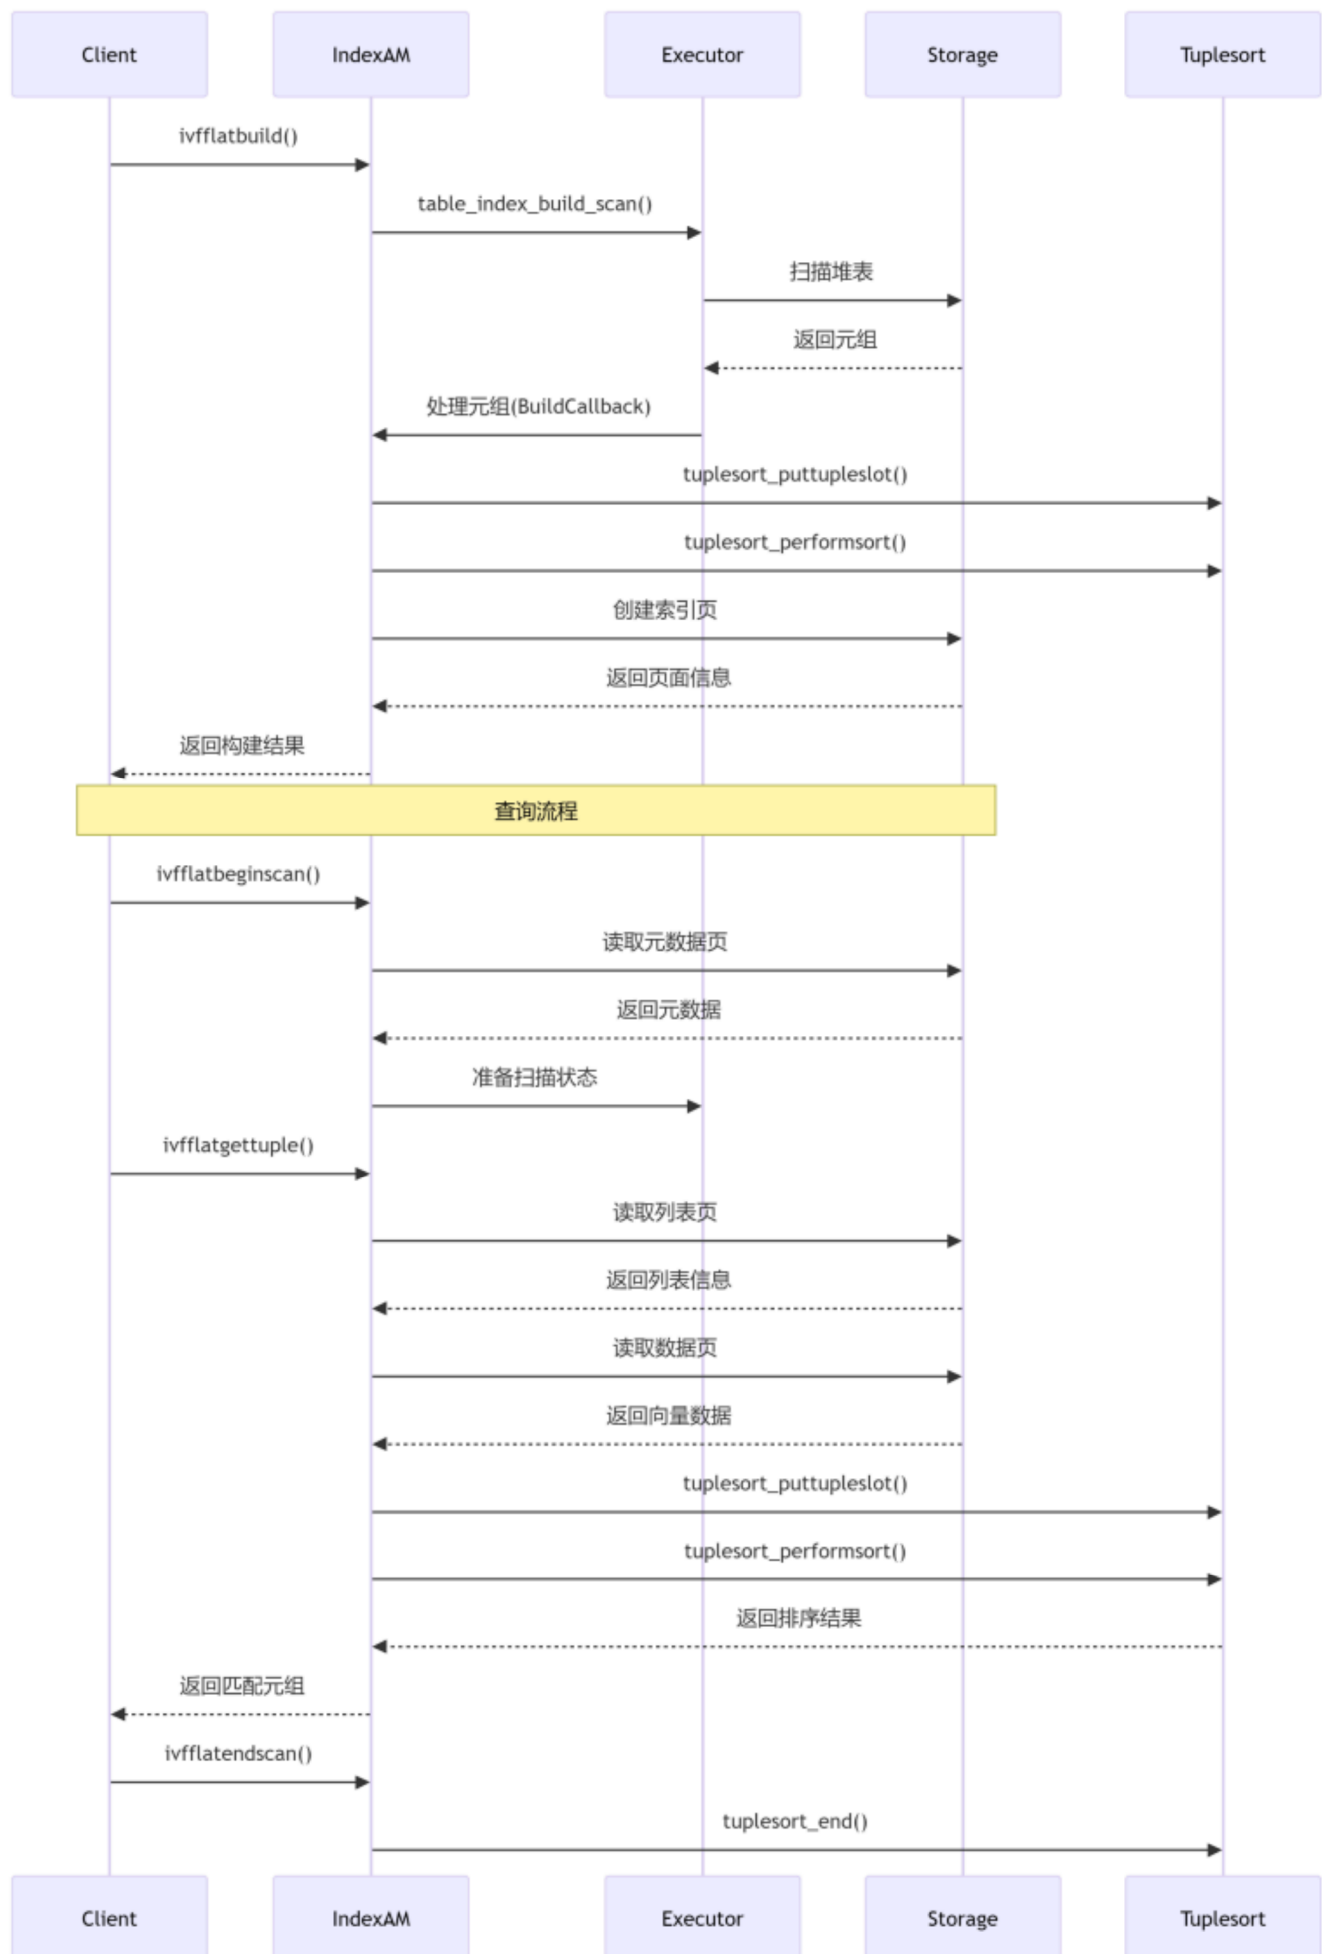 Client
IndexAM
Executor
Storage
Tuplesort
ivfflatbuild()
table_index_build_scan()
扫描堆表
返回元组
处理元组(BuildCallback)
tuplesort_puttupleslot()
tuplesort_performsort()
创建索引页
返回页面信息
返回构建结果
查询流程
ivfflatbeginscan()
读取元数据页
返回元数据
准备扫描状态
ivfflatgettuple()
读取列表页
返回列表信息
读取数据页
返回向量数据
tuplesort_puttupleslot()
tuplesort_performsort()
返回排序结果
返回匹配元组
ivfflatendscan()
tuplesort_end()
Client
IndexAM
Executor
Storage
Tuplesort